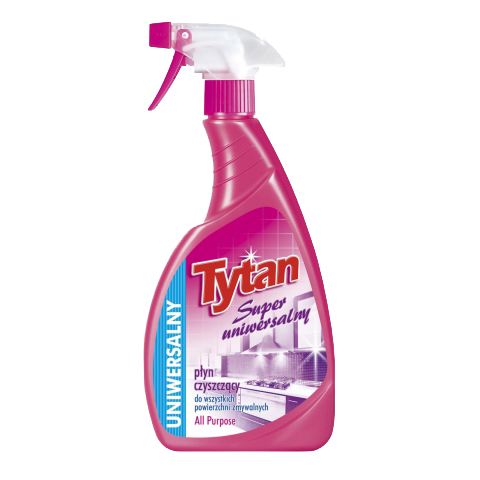 Tytan
Super
uniwersalny
UNIWERSALNY
płyn
czyszczący
do wszystkich
powierzchni zmywalnych
All Purpose